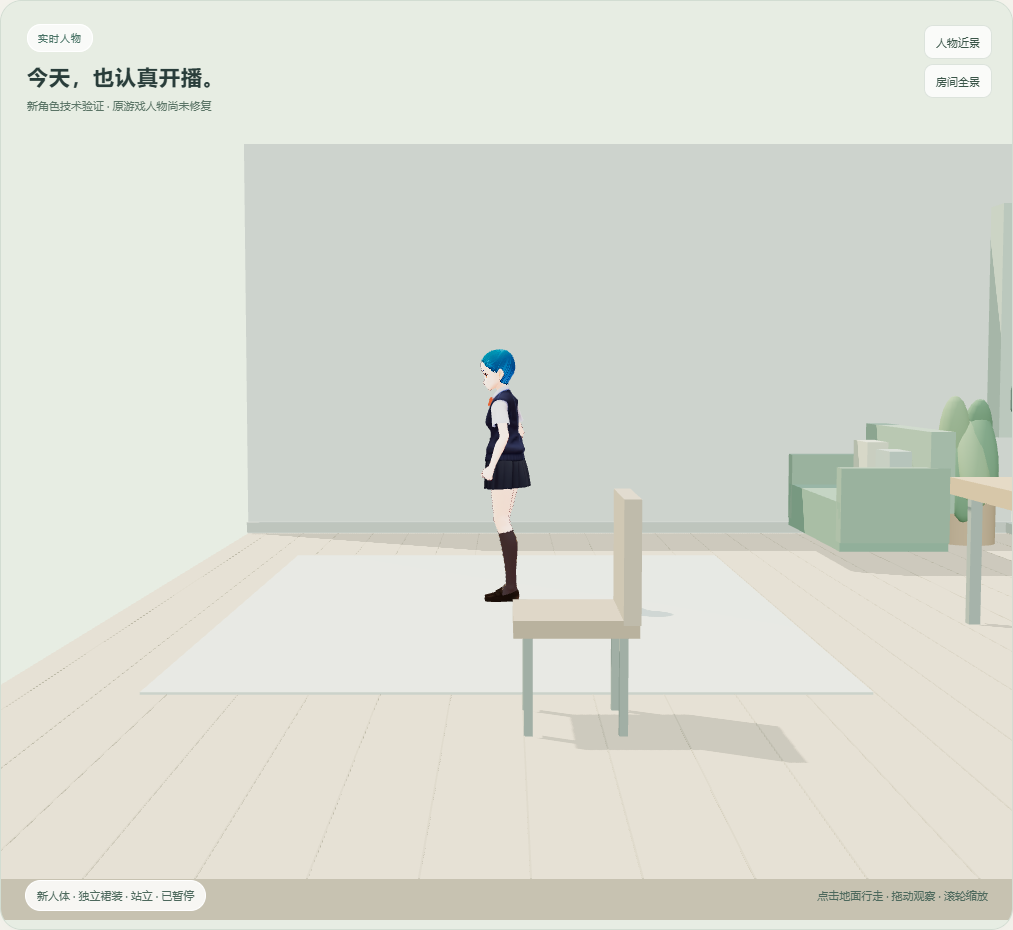 实时人物
今天，也认真开播。
新角色技术验证 · 原游戏人物尚未修复
人物近景
房间全景
新人体 · 独立裙装 · 站立 · 已暂停
点击地面行走 · 拖动观察 · 滚轮缩放